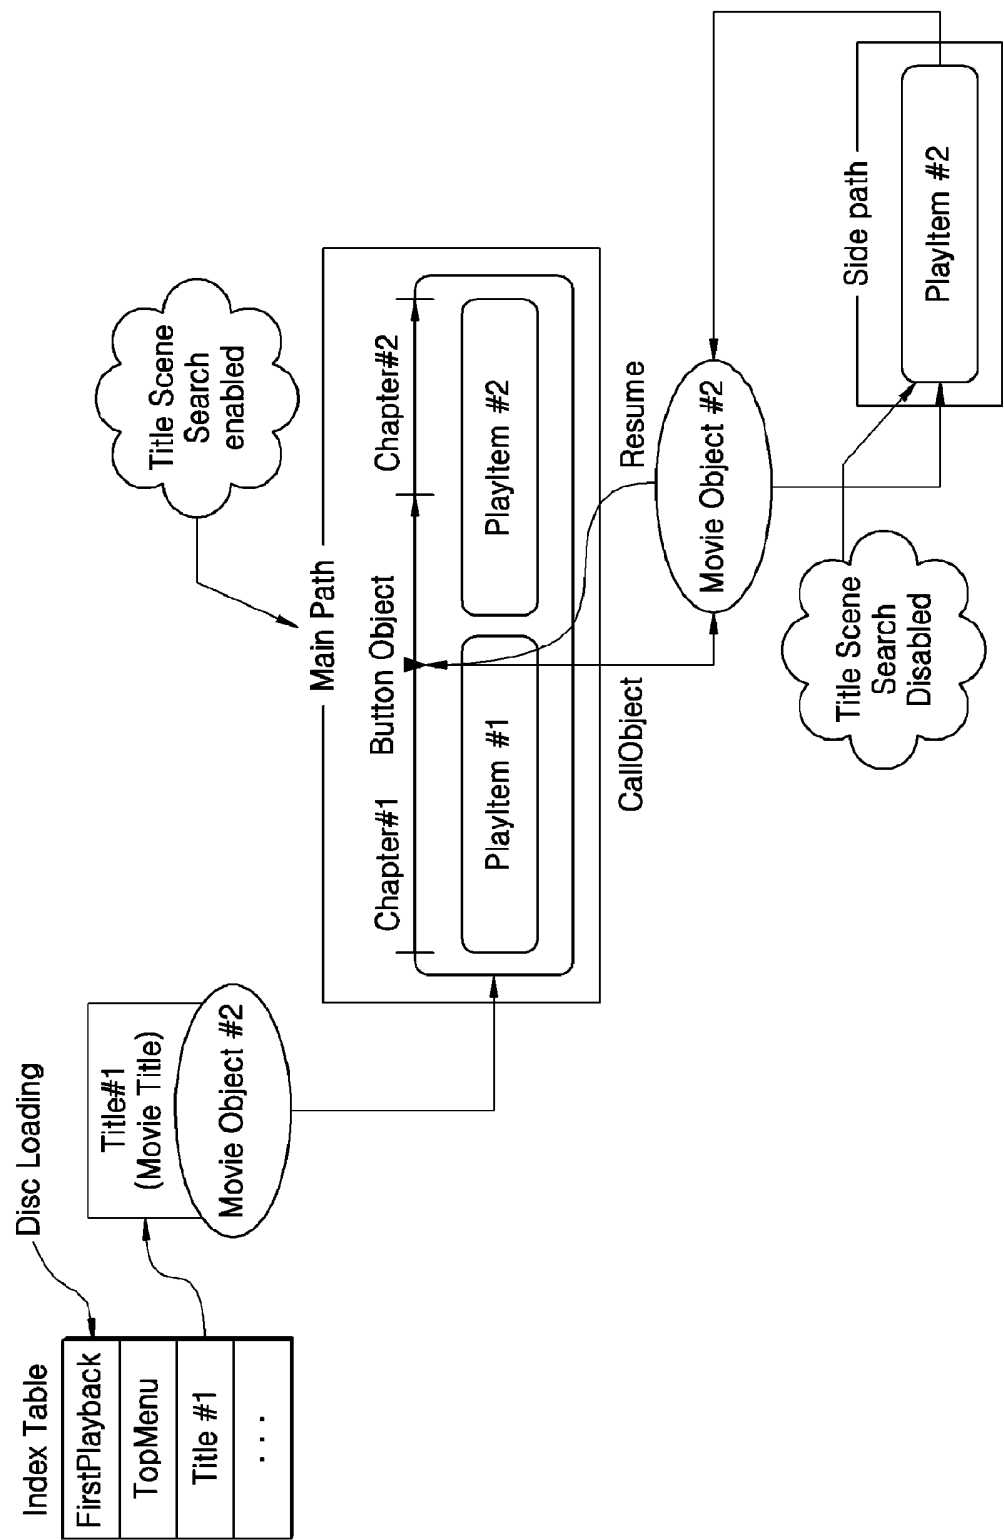 Index Table
FirstPlayback
TopMenu
Title #1
. . .
Disc Loading
Title#1
(Movie Title)
Movie Object #2
Title Scene
Search
enabled
Main Path
Chapter#1
Button Object
Chapter#2
PlayItem #1
PlayItem #2
CallObject
Resume
Movie Object #2
Title Scene
Search
Disabled
Side path
PlayItem #2